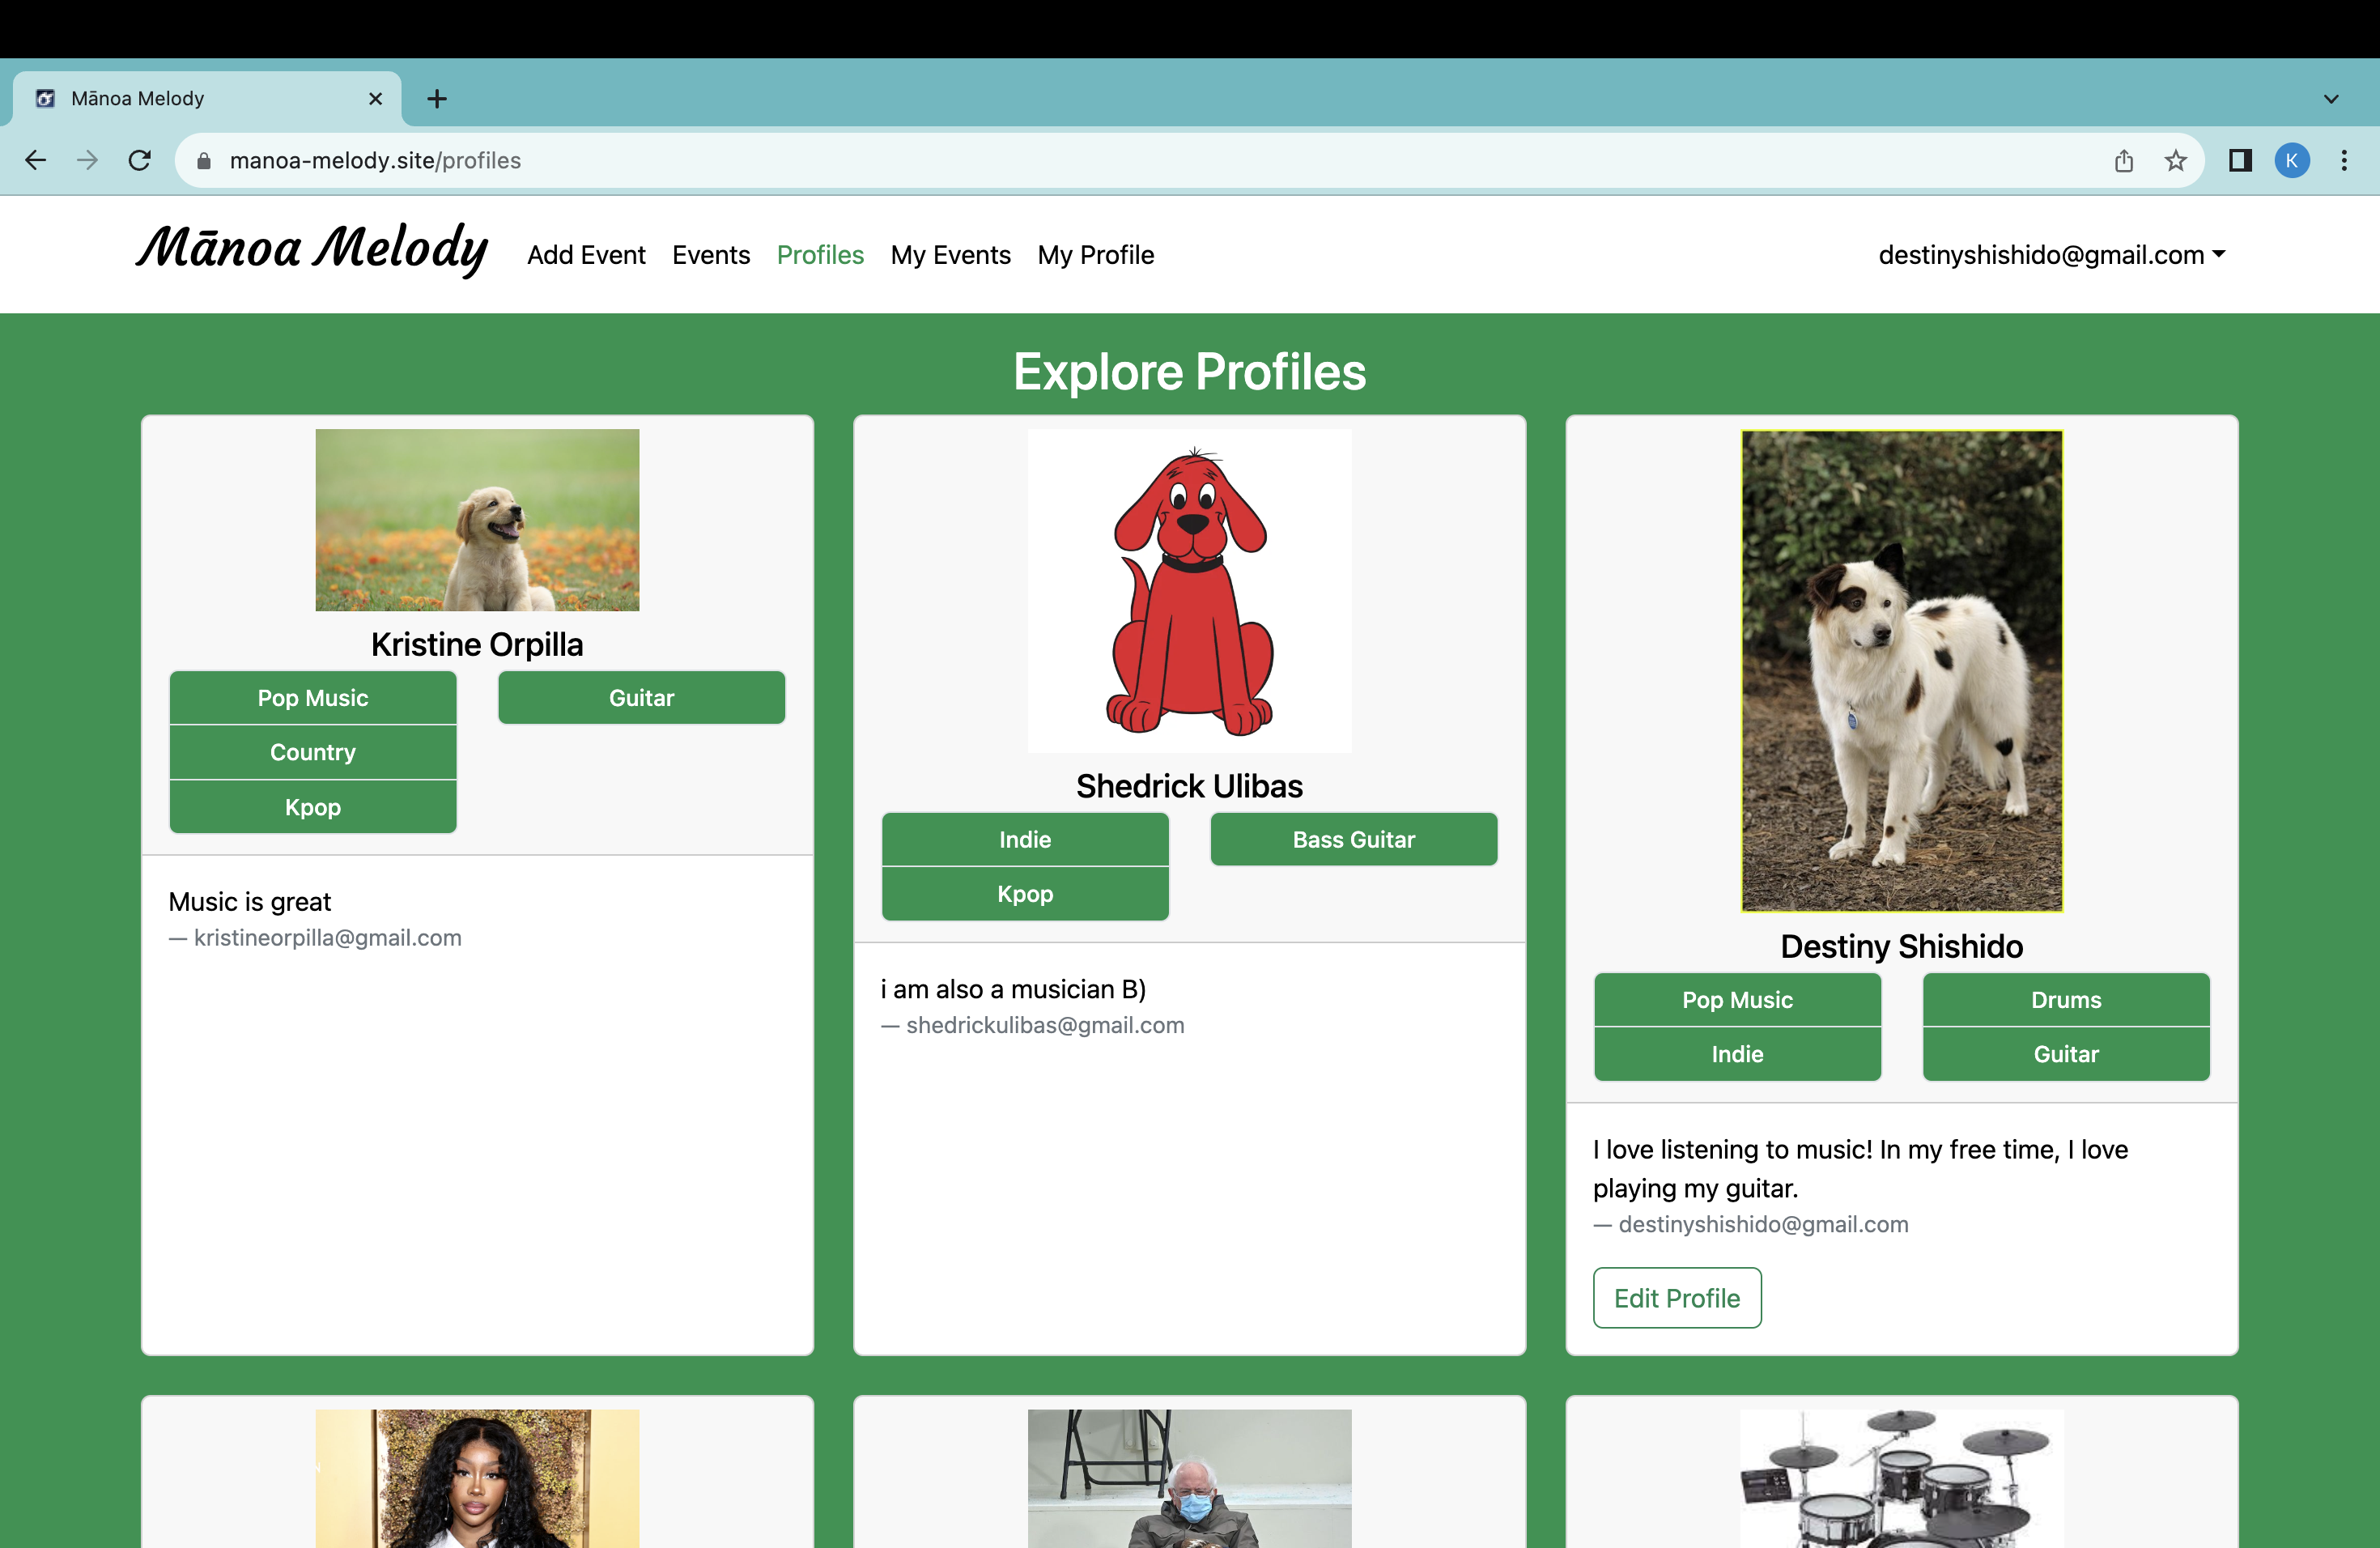 Mānoa Melody
manoa-melody.site/profiles
K
Mānoa Melody Add Event Events Profiles My Events My Profile destinyshishido@gmail.com
Explore Profiles
Kristine Orpilla
Pop Music Guitar
Country
Kpop
Music is great
— kristineorpilla@gmail.com
Shedrick Ulibas
Indie Bass Guitar
Kpop
i am also a musician B)
— shedrickulibas@gmail.com
Destiny Shishido
Pop Music Drums
Indie Guitar
I love listening to music! In my free time, I love
playing my guitar.
— destinyshishido@gmail.com
Edit Profile